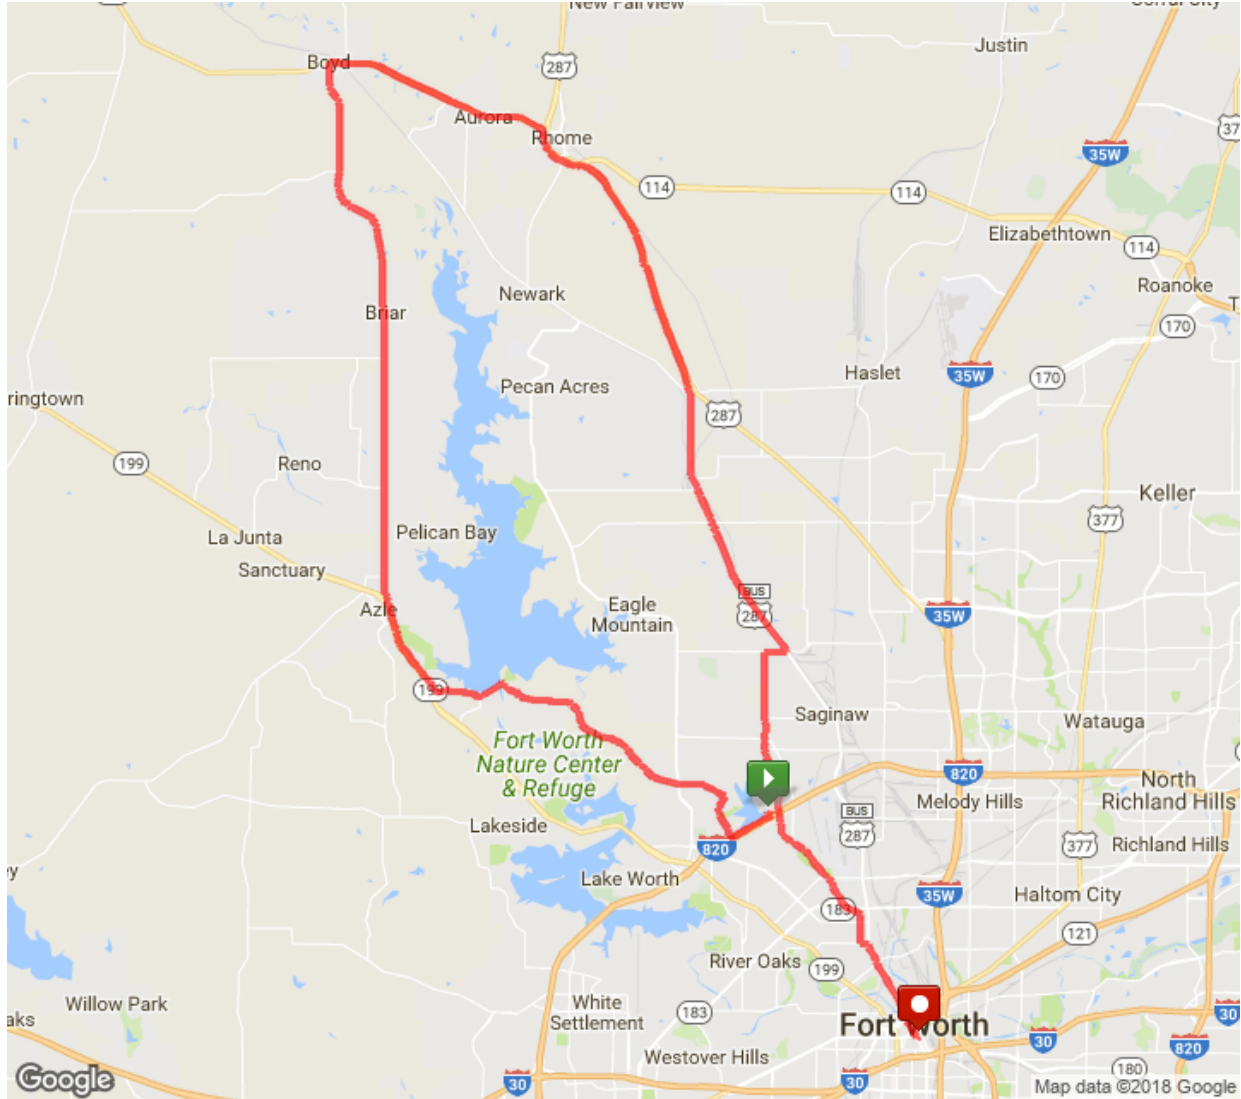 New Fairview
Justin
Boyd
287
377
35W
Aurora
Rhome
114
114
Elizabethtown
114
Roanoke
Newark
Briar
170
Haslet
35W
170
Pecan Acres
ringtown
287
199
Reno
Keller
377
Pelican Bay
La Junta
Sanctuary
BUS
287
Azle
Eagle
Mountain
35W
199
Saginaw
Watauga
Fort Worth
Nature Center
& Refuge
820
North
Richland Hills
Melody Hills
BUS
287
Lakeside
820
377
Richland Hills
Lake Worth
35W
Haltom City
183
121
River Oaks
199
Willow Park
White
Settlement
183
Fort Worth
30
30
820
aks
Westover Hills
180
30
30
Google
Map data ©2018 Google